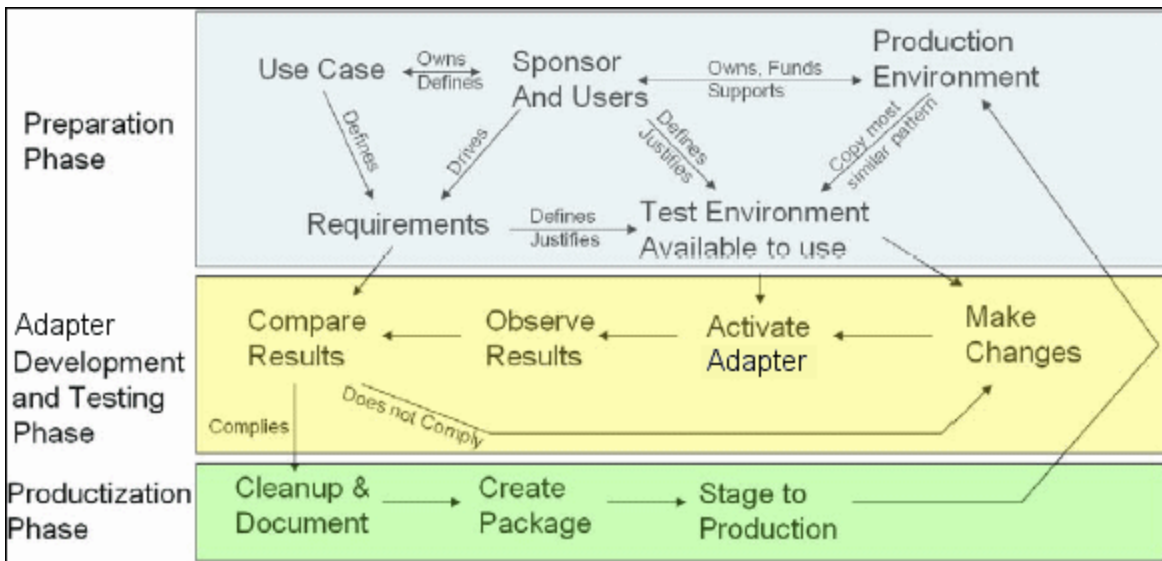 Preparation
Phase
Use Case
Owns
Defines
Sponsor
And Users
Owns, Funds
Supports
Production
Environment
Defines
Drives
Defines
Justifies
Copy most
similar pattern
Requirements
Defines
Justifies
Test Environment
Available to use
Adapter
Development
and Testing
Phase
Compare
Results
Observe
Results
Activate
Adapter
Make
Changes
Complies
Does not Comply
Productization
Phase
Cleanup &
Document
Create
Package
Stage to
Production